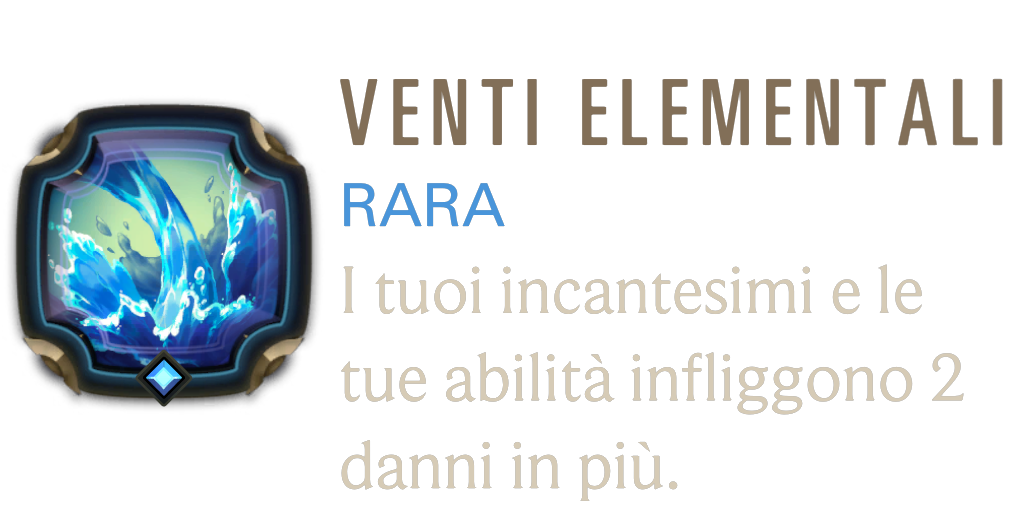 VENTI ELEMENTALI
RARA
I tuoi incantesimi e le
tue abilità infliggono 2
danni in più.